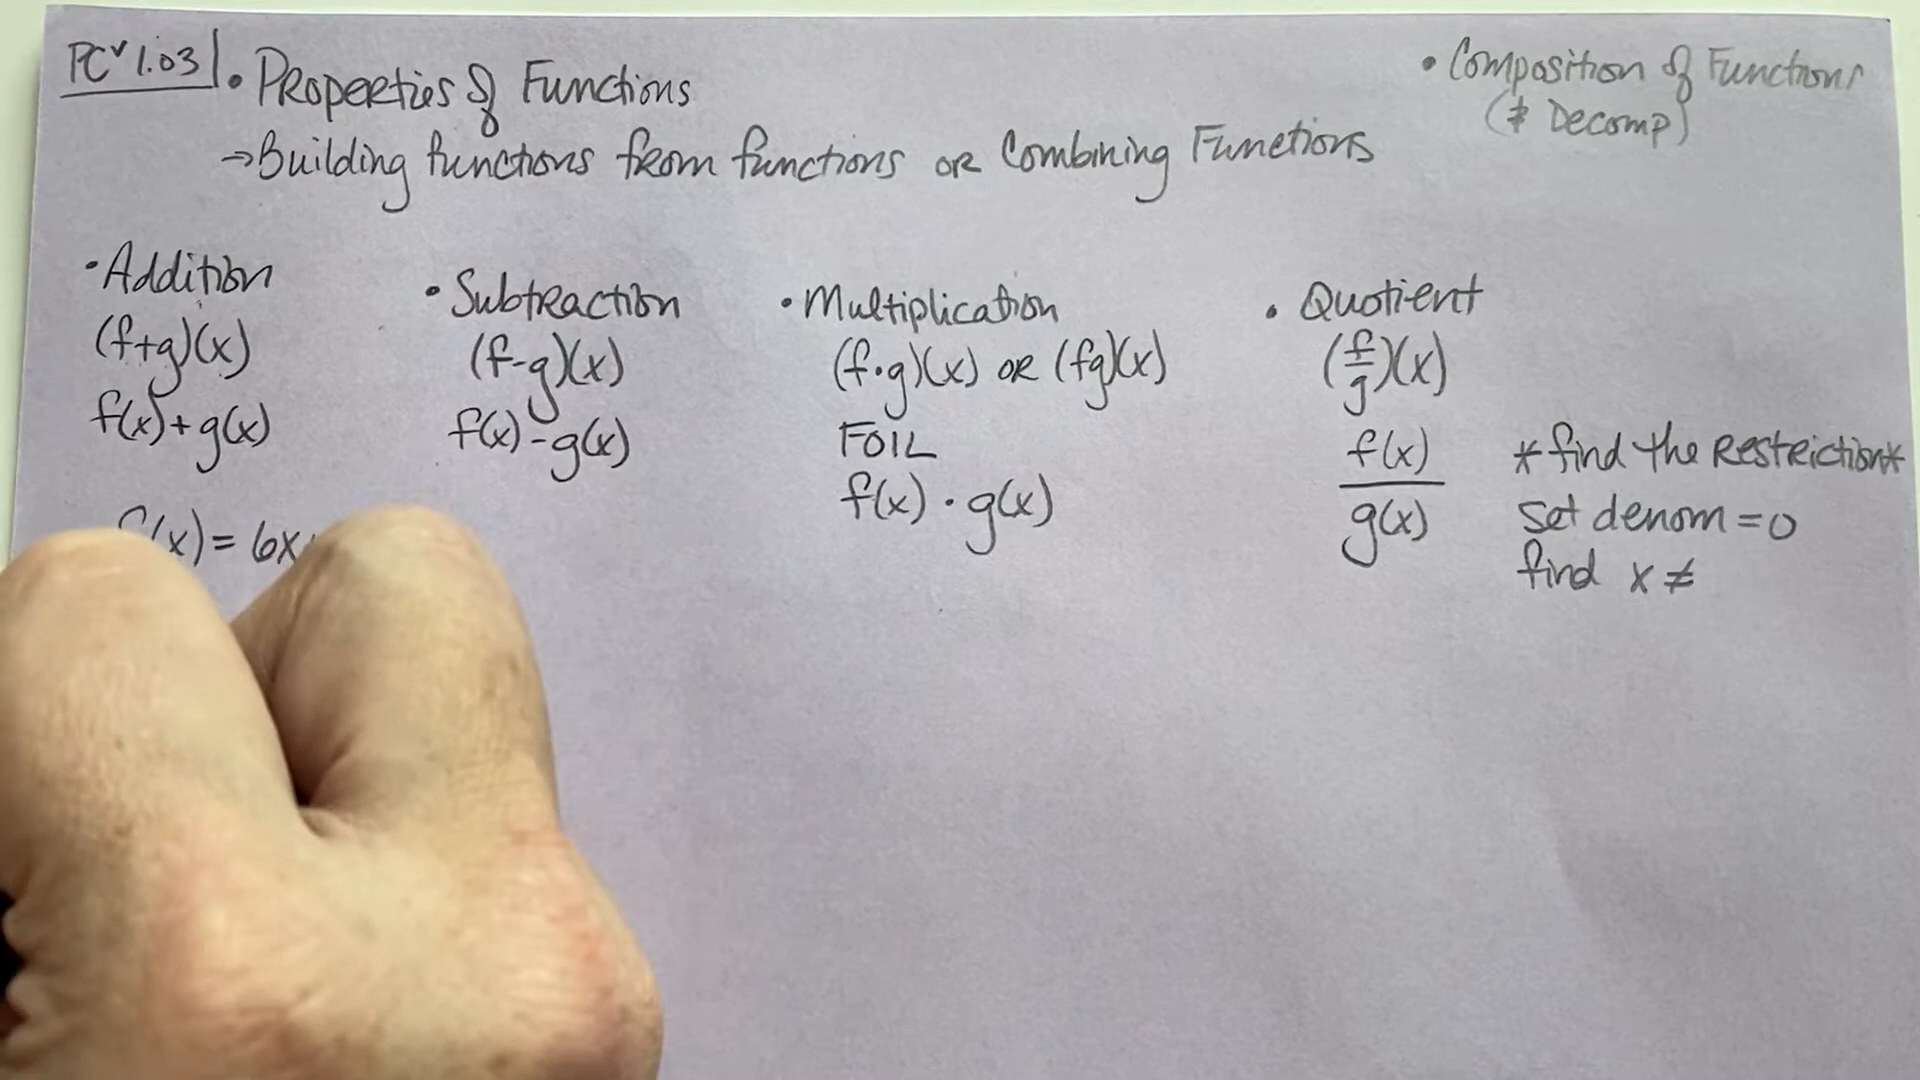 PCv 1.03
• Properties of Functions
→ Building functions from functions or Combining Functions
• Composition of Functions
(& Decomp)
• Addition
(f+g)(x)
f(x)+g(x)
f(x)= 6x
• Subtraction
(f-g)(x)
f(x)-g(x)
• Multiplication
(f•g)(x) OR (fg)(x)
FOIL
f(x) • g(x)
• Quotient
(f/g)(x)
f(x)/g(x)
*find the Restriction*
set denom = 0
find x ≠